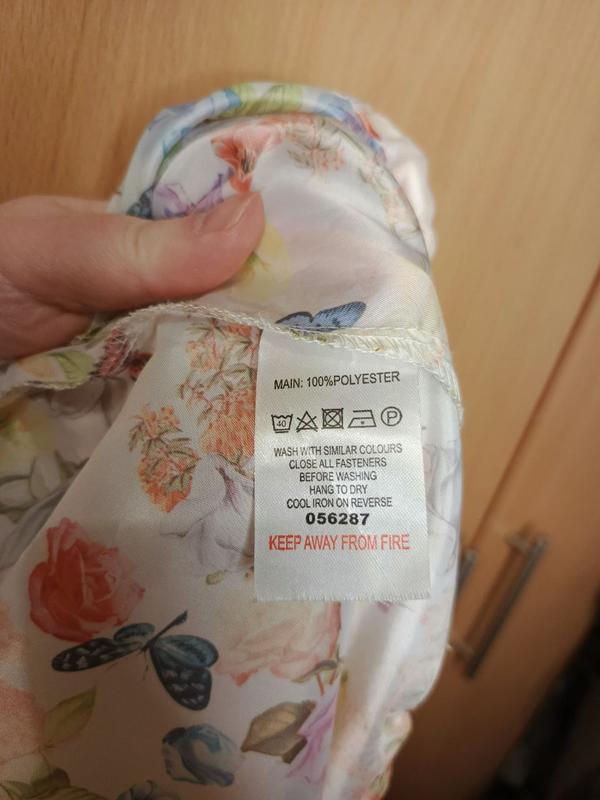 MAIN: 100%POLYESTER
40 P
WASH WITH SIMILAR COLOURS
CLOSE ALL FASTENERS
BEFORE WASHING
HANG TO DRY
COOL IRON ON REVERSE
056287
KEEP AWAY FROM FIRE